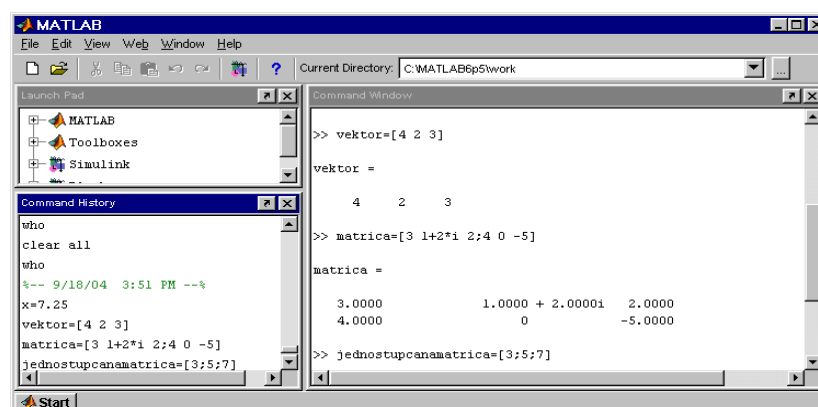 MATLAB
File Edit View Web Window Help
? Current Directory: C:\MATLAB6p5\work ...
Launch Pad
MATLAB
Toolboxes
Simulink
Command History
who
clear all
who
%-- 9/18/04 3:51 PM --%
x=7.25
vektor=[4 2 3]
matrica=[3 1+2*i 2;4 0 -5]
jednostupcanamatrica=[3;5;7]
Command Window
>> vektor=[4 2 3]
vektor =
4 2 3
>> matrica=[3 1+2*i 2;4 0 -5]
matrica =
3.0000 1.0000 + 2.0000i 2.0000
4.0000 0 -5.0000
>> jednostupcanamatrica=[3;5;7]
Start